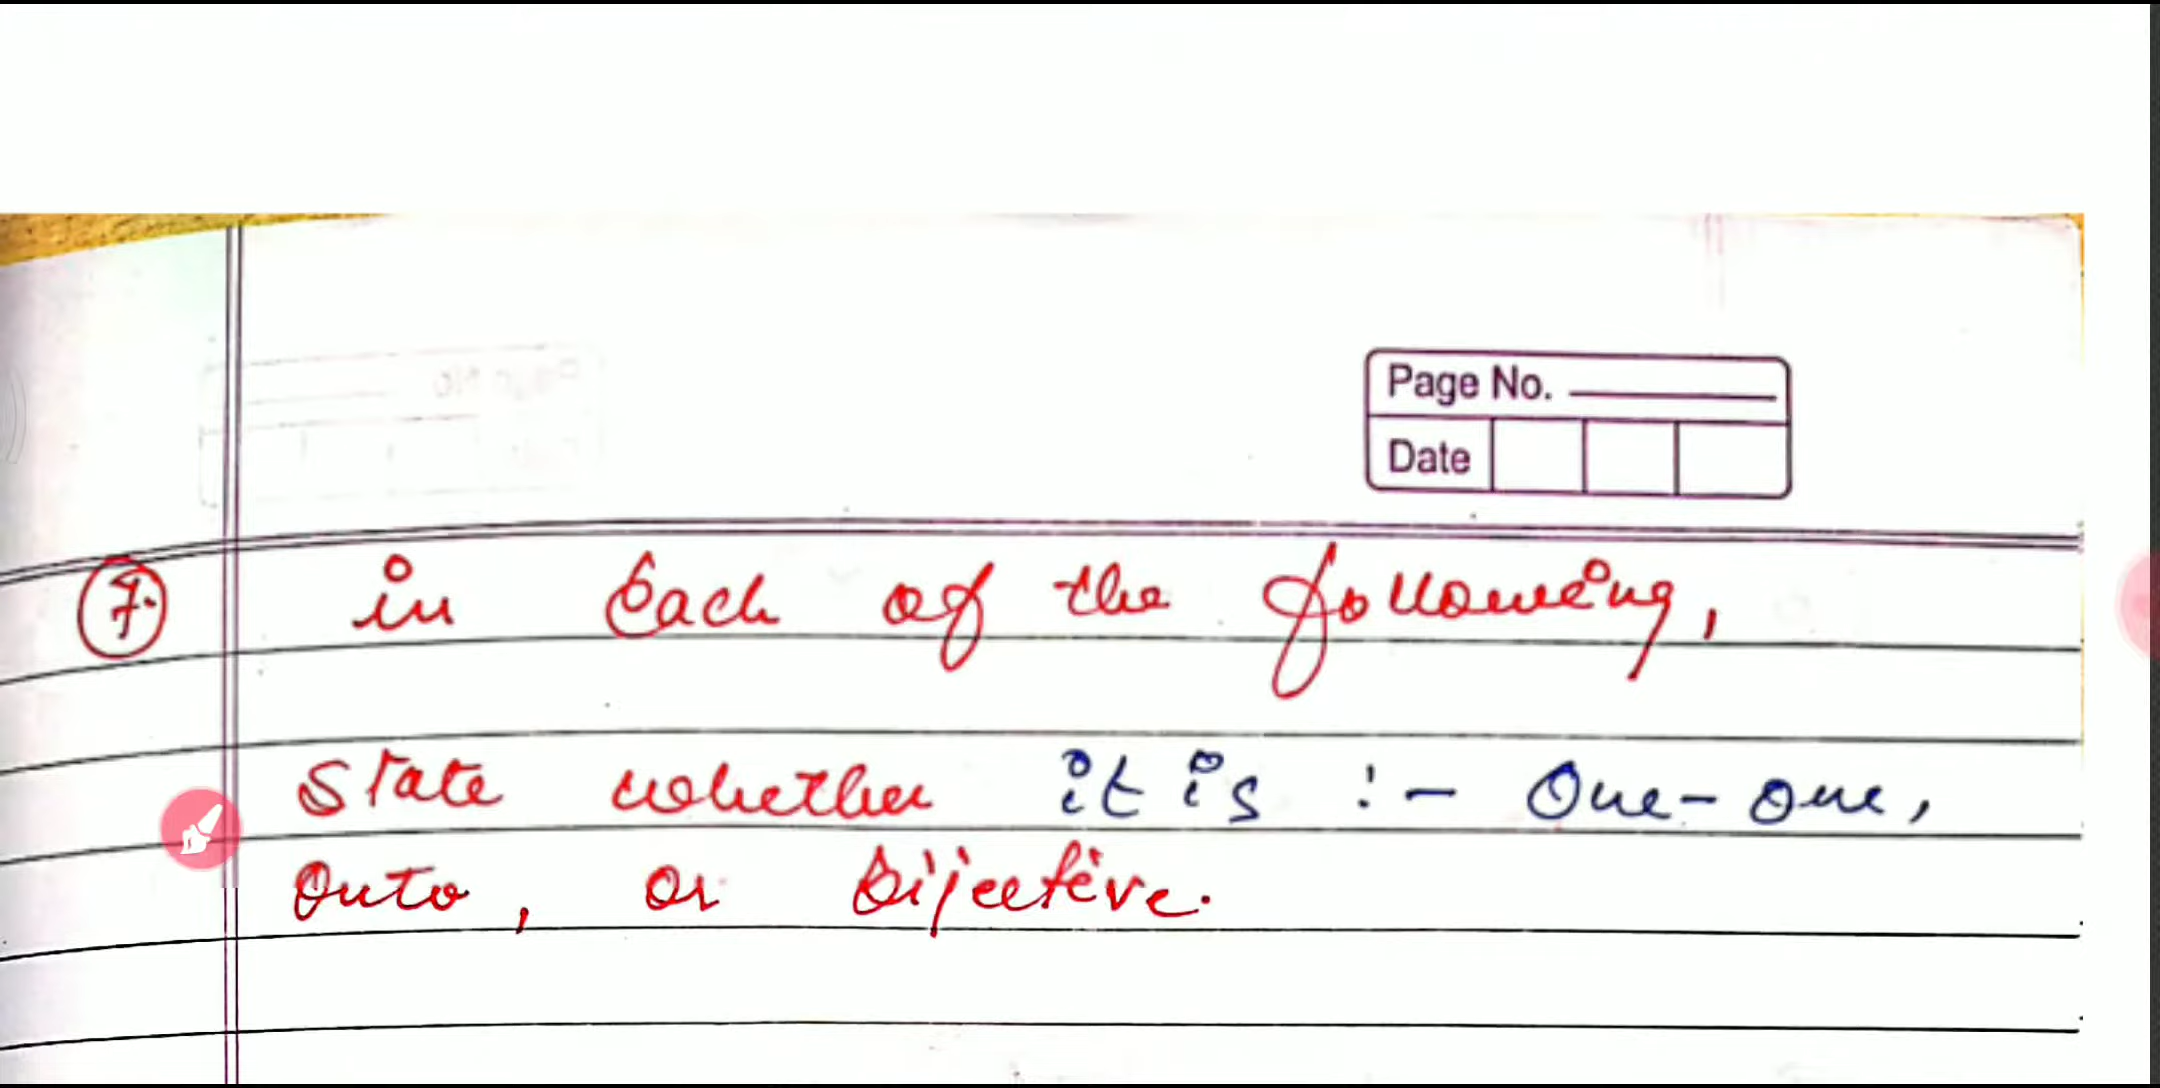 Page No.
Date
7. in Each of the following,
State whether it is :- One-one,
Onto, or bijective.